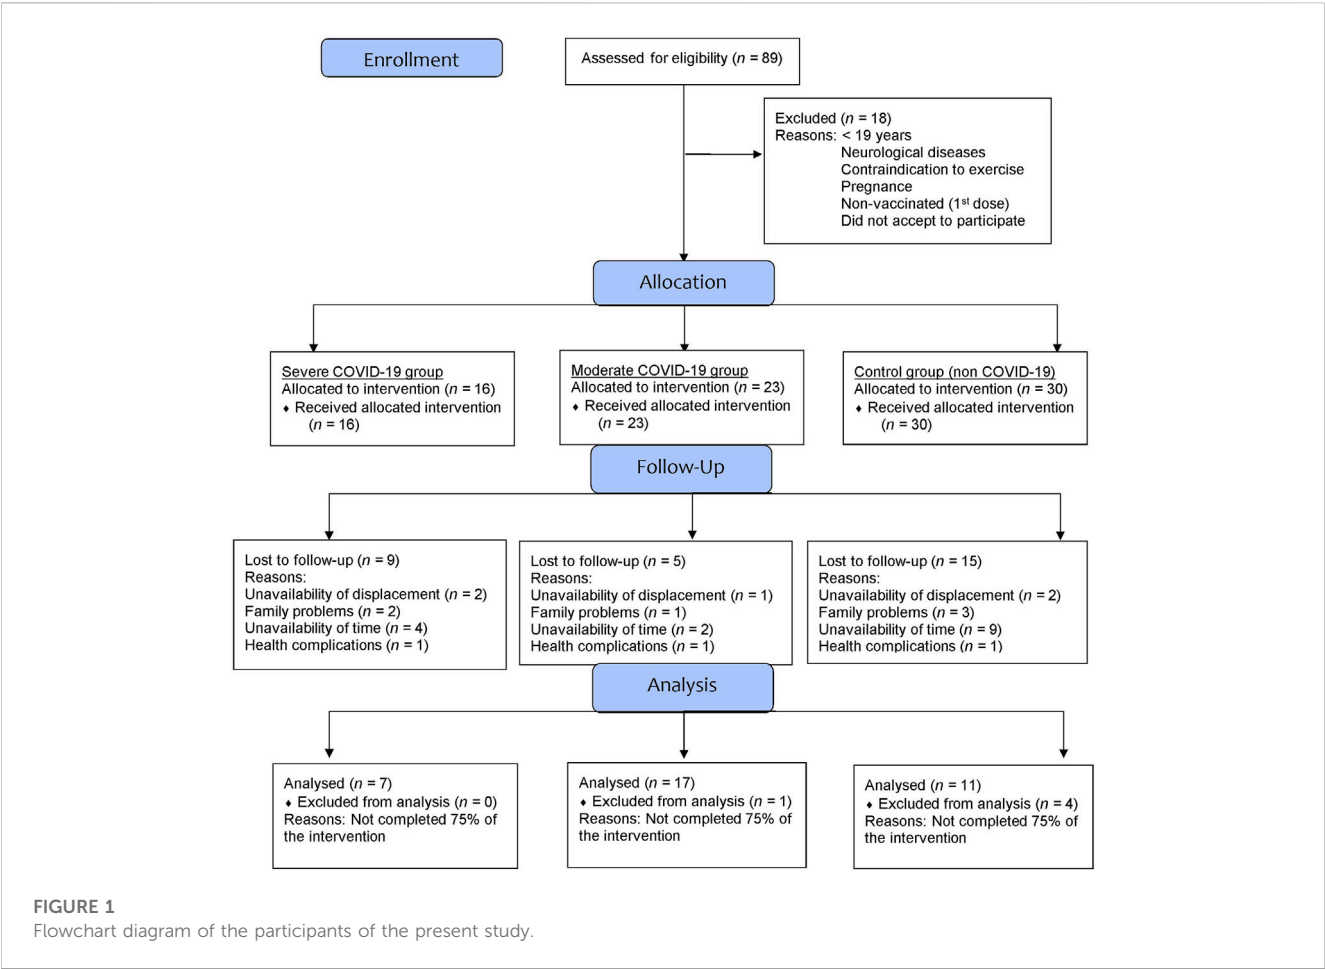 Enrollment
Assessed for eligibility (n = 89)
Excluded (n = 18)
Reasons: < 19 years
Neurological diseases
Contraindication to exercise
Pregnance
Non-vaccinated (1st dose)
Did not accept to participate
Allocation
Severe COVID-19 group
Allocated to intervention (n = 16)
♦ Received allocated intervention
(n = 16)
Moderate COVID-19 group
Allocated to intervention (n = 23)
♦ Received allocated intervention
(n = 23)
Control group (non COVID-19)
Allocated to intervention (n = 30)
♦ Received allocated intervention
(n = 30)
Follow-Up
Lost to follow-up (n = 9)
Reasons:
Unavailability of displacement (n = 2)
Family problems (n = 2)
Unavailability of time (n = 4)
Health complications (n = 1)
Lost to follow-up (n = 5)
Reasons:
Unavailability of displacement (n = 1)
Family problems (n = 1)
Unavailability of time (n = 2)
Health complications (n = 1)
Lost to follow-up (n = 15)
Reasons:
Unavailability of displacement (n = 2)
Family problems (n = 3)
Unavailability of time (n = 9)
Health complications (n = 1)
Analysis
Analysed (n = 7)
♦ Excluded from analysis (n = 0)
Reasons: Not completed 75% of
the intervention
Analysed (n = 17)
♦ Excluded from analysis (n = 1)
Reasons: Not completed 75% of
the intervention
Analysed (n = 11)
♦ Excluded from analysis (n = 4)
Reasons: Not completed 75% of
the intervention
FIGURE 1
Flowchart diagram of the participants of the present study.